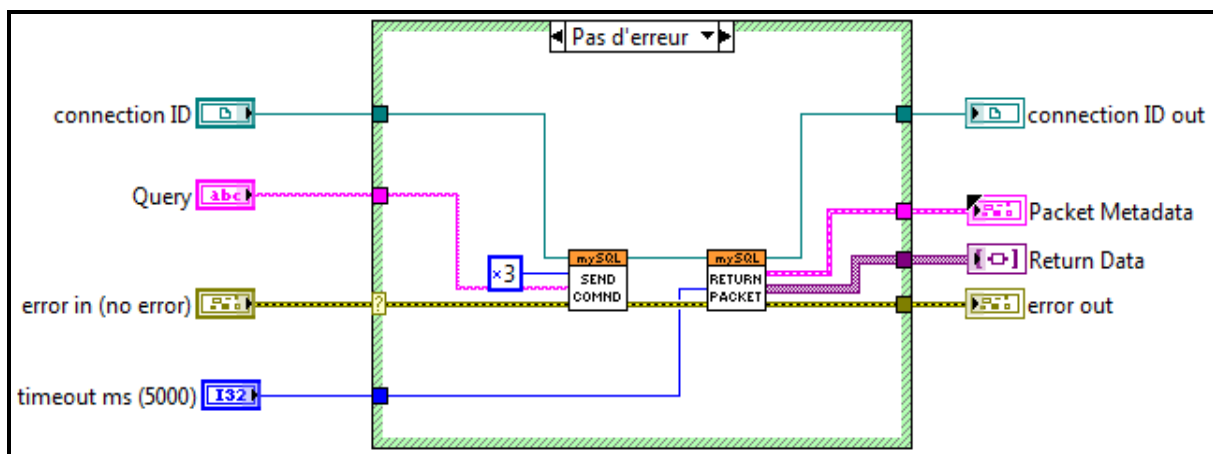 Pas d'erreur
connection ID
connection ID out
Query
abc
Packet Metadata
mySQL
SEND
COMND
mySQL
RETURN
PACKET
×3
Return Data
error in (no error)
?
error out
timeout ms (5000)
I32